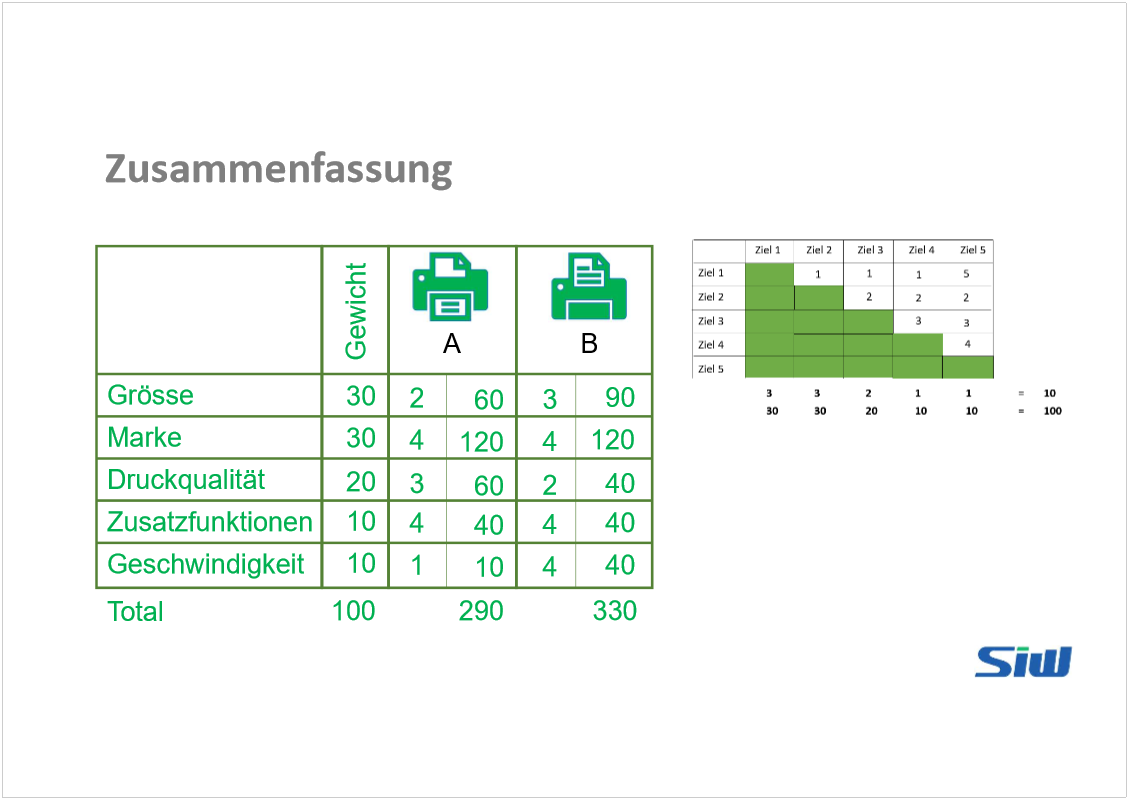 Zusammenfassung
Gewicht
A
B
Grösse 30 2 60 3 90
Marke 30 4 120 4 120
Druckqualität 20 3 60 2 40
Zusatzfunktionen 10 4 40 4 40
Geschwindigkeit 10 1 10 4 40
Total 100 290 330
Ziel 1 Ziel 2 Ziel 3 Ziel 4 Ziel 5
Ziel 1 1 1 1 5
Ziel 2 2 2 2
Ziel 3 3 3
Ziel 4 4
Ziel 5
3 3 2 1 1 = 10
30 30 20 10 10 = 100
Siw